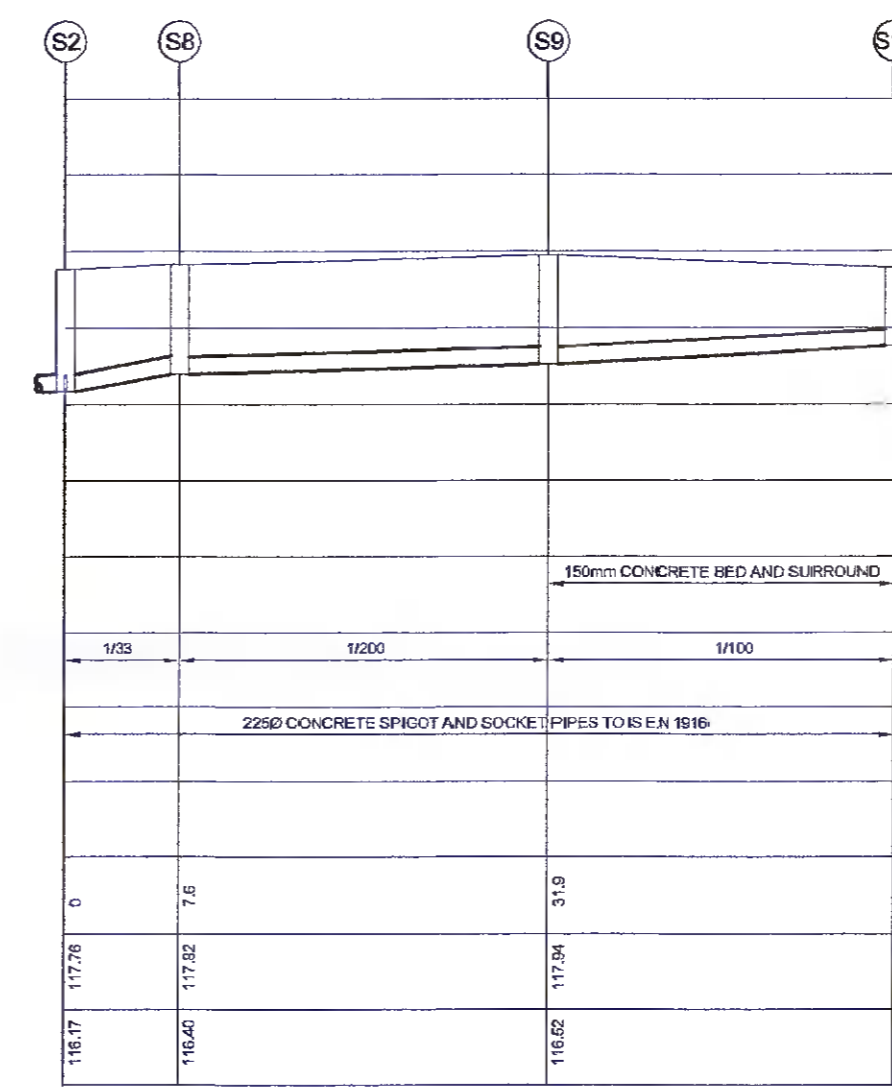 S2 S8 S9
150mm CONCRETE BED AND SUIRROUND
1/33 1/200 1/100
225Ø CONCRETE SPIGOT AND SOCKET PIPES TO IS E.N 1916
0 7.6 31.9
117.76 117.82 117.94
116.17 116.40 116.52